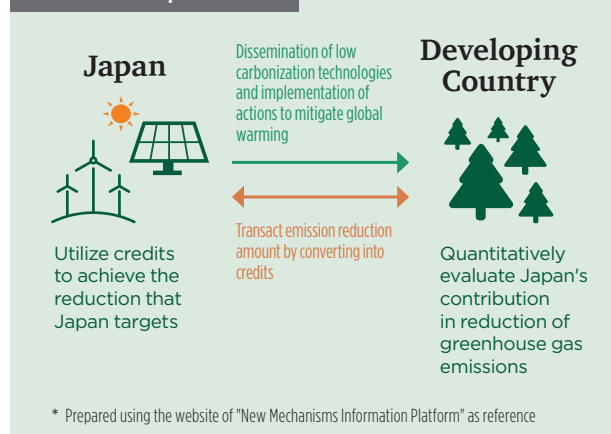 Japan
Utilize credits
to achieve the
reduction that
Japan targets
Dissemination of low
carbonization technologies
and implementation of
actions to mitigate global
warming
Transact emission reduction
amount by converting into
credits
Developing
Country
Quantitatively
evaluate Japan's
contribution
in reduction of
greenhouse gas
emissions
* Prepared using the website of "New Mechanisms Information Platform" as reference